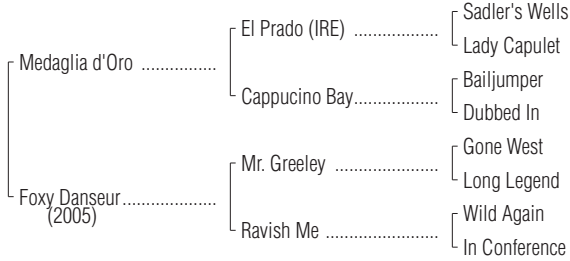 Sadler's Wells
El Prado (IRE) ..................
Lady Capulet
Medaglia d'Oro ................
Bailjumper
Cappucino Bay..................
Dubbed In
Gone West
Mr. Greeley ......................
Long Legend
Foxy Danseur....................
(2005)
Wild Again
Ravish Me ........................
In Conference